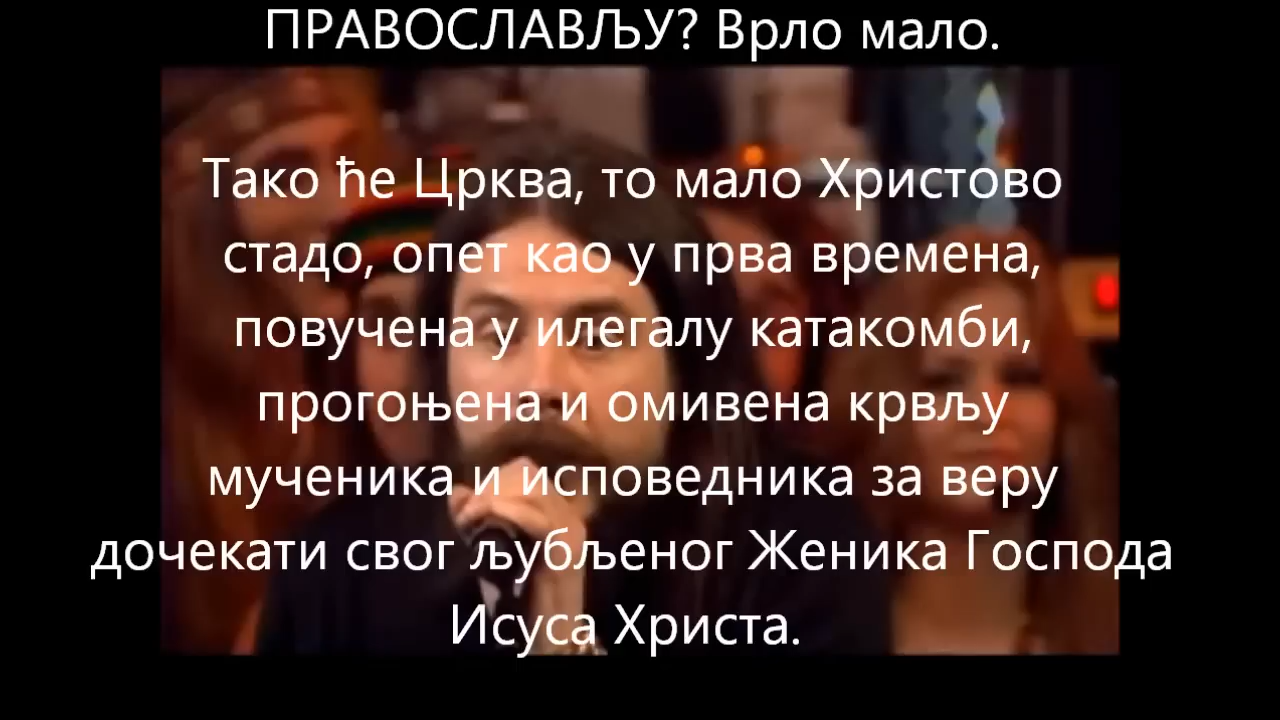 ПРАВОСЛАВЉУ? Врло мало.
Тако ће Црква, то мало Христово
стадо, опет као у прва времена,
повучена у илегалу катакомби,
прогоњена и омивена крвљу
мученика и исповедника за веру
дочекати свог љубљеног Женика Господа
Исуса Христа.